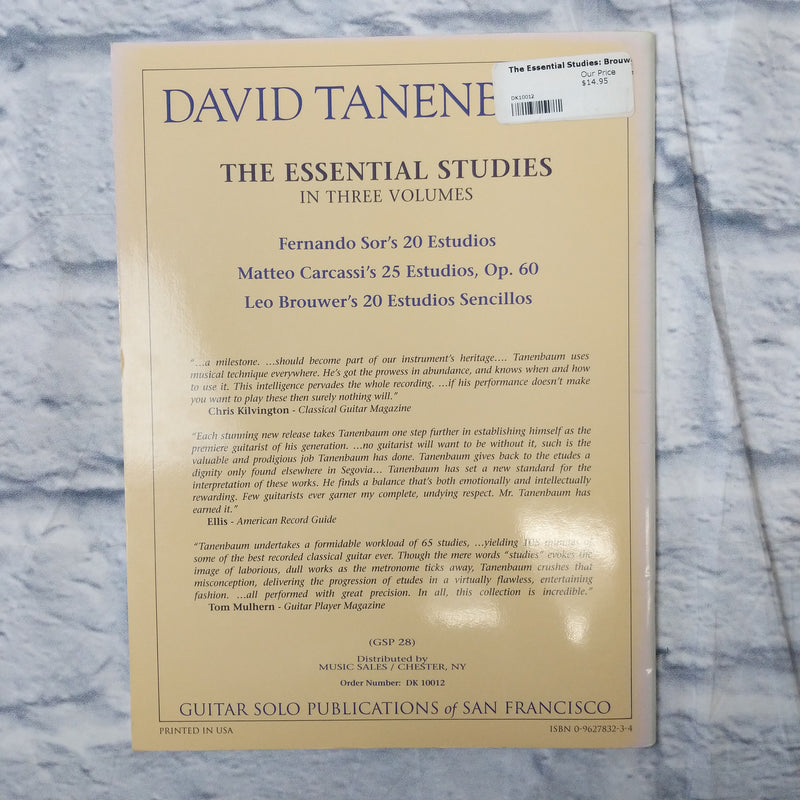 The Essential Studies: Brouw
Our Price
$14.95
DK10012
DAVID TANENB
THE ESSENTIAL STUDIES
IN THREE VOLUMES
Fernando Sor's 20 Estudios
Matteo Carcassi's 25 Estudios, Op. 60
Leo Brouwer's 20 Estudios Sencillos
“…a milestone. …should become part of our instrument's heritage…. Tanenbaum uses
musical technique everywhere. He's got the prowess in abundance, and knows when and how
to use it. This intelligence pervades the whole recording. …if his performance doesn't make
you want to play these then surely nothing will.”
Chris Kilvington - Classical Guitar Magazine
“Each stunning new release takes Tanenbaum one step further in establishing himself as the
premiere guitarist of his generation. …no guitarist will want to be without it, such is the
valuable and prodigious job Tanenbaum has done. Tanenbaum gives back to the etudes a
dignity only found elsewhere in Segovia… Tanenbaum has set a new standard for the
interpretation of these works. He finds a balance that's both emotionally and intellectually
rewarding. Few guitarists ever garner my complete, undying respect. Mr. Tanenbaum has
earned it.”
Ellis - American Record Guide
“Tanenbaum undertakes a formidable workload of 65 studies, …yielding 103 minutes of
some of the best recorded classical guitar ever. Though the mere words “studies” evokes the
image of laborious, dull works as the metronome ticks away, Tanenbaum crushes that
misconception, delivering the progression of etudes in a virtually flawless, entertaining
fashion. …all performed with great precision. In all, this collection is incredible.”
Tom Mulhern - Guitar Player Magazine
(GSP 28)
Distributed by
MUSIC SALES / CHESTER, NY
Order Number: DK 10012
GUITAR SOLO PUBLICATIONS of SAN FRANCISCO
PRINTED IN USA
ISBN 0-9627832-3-4